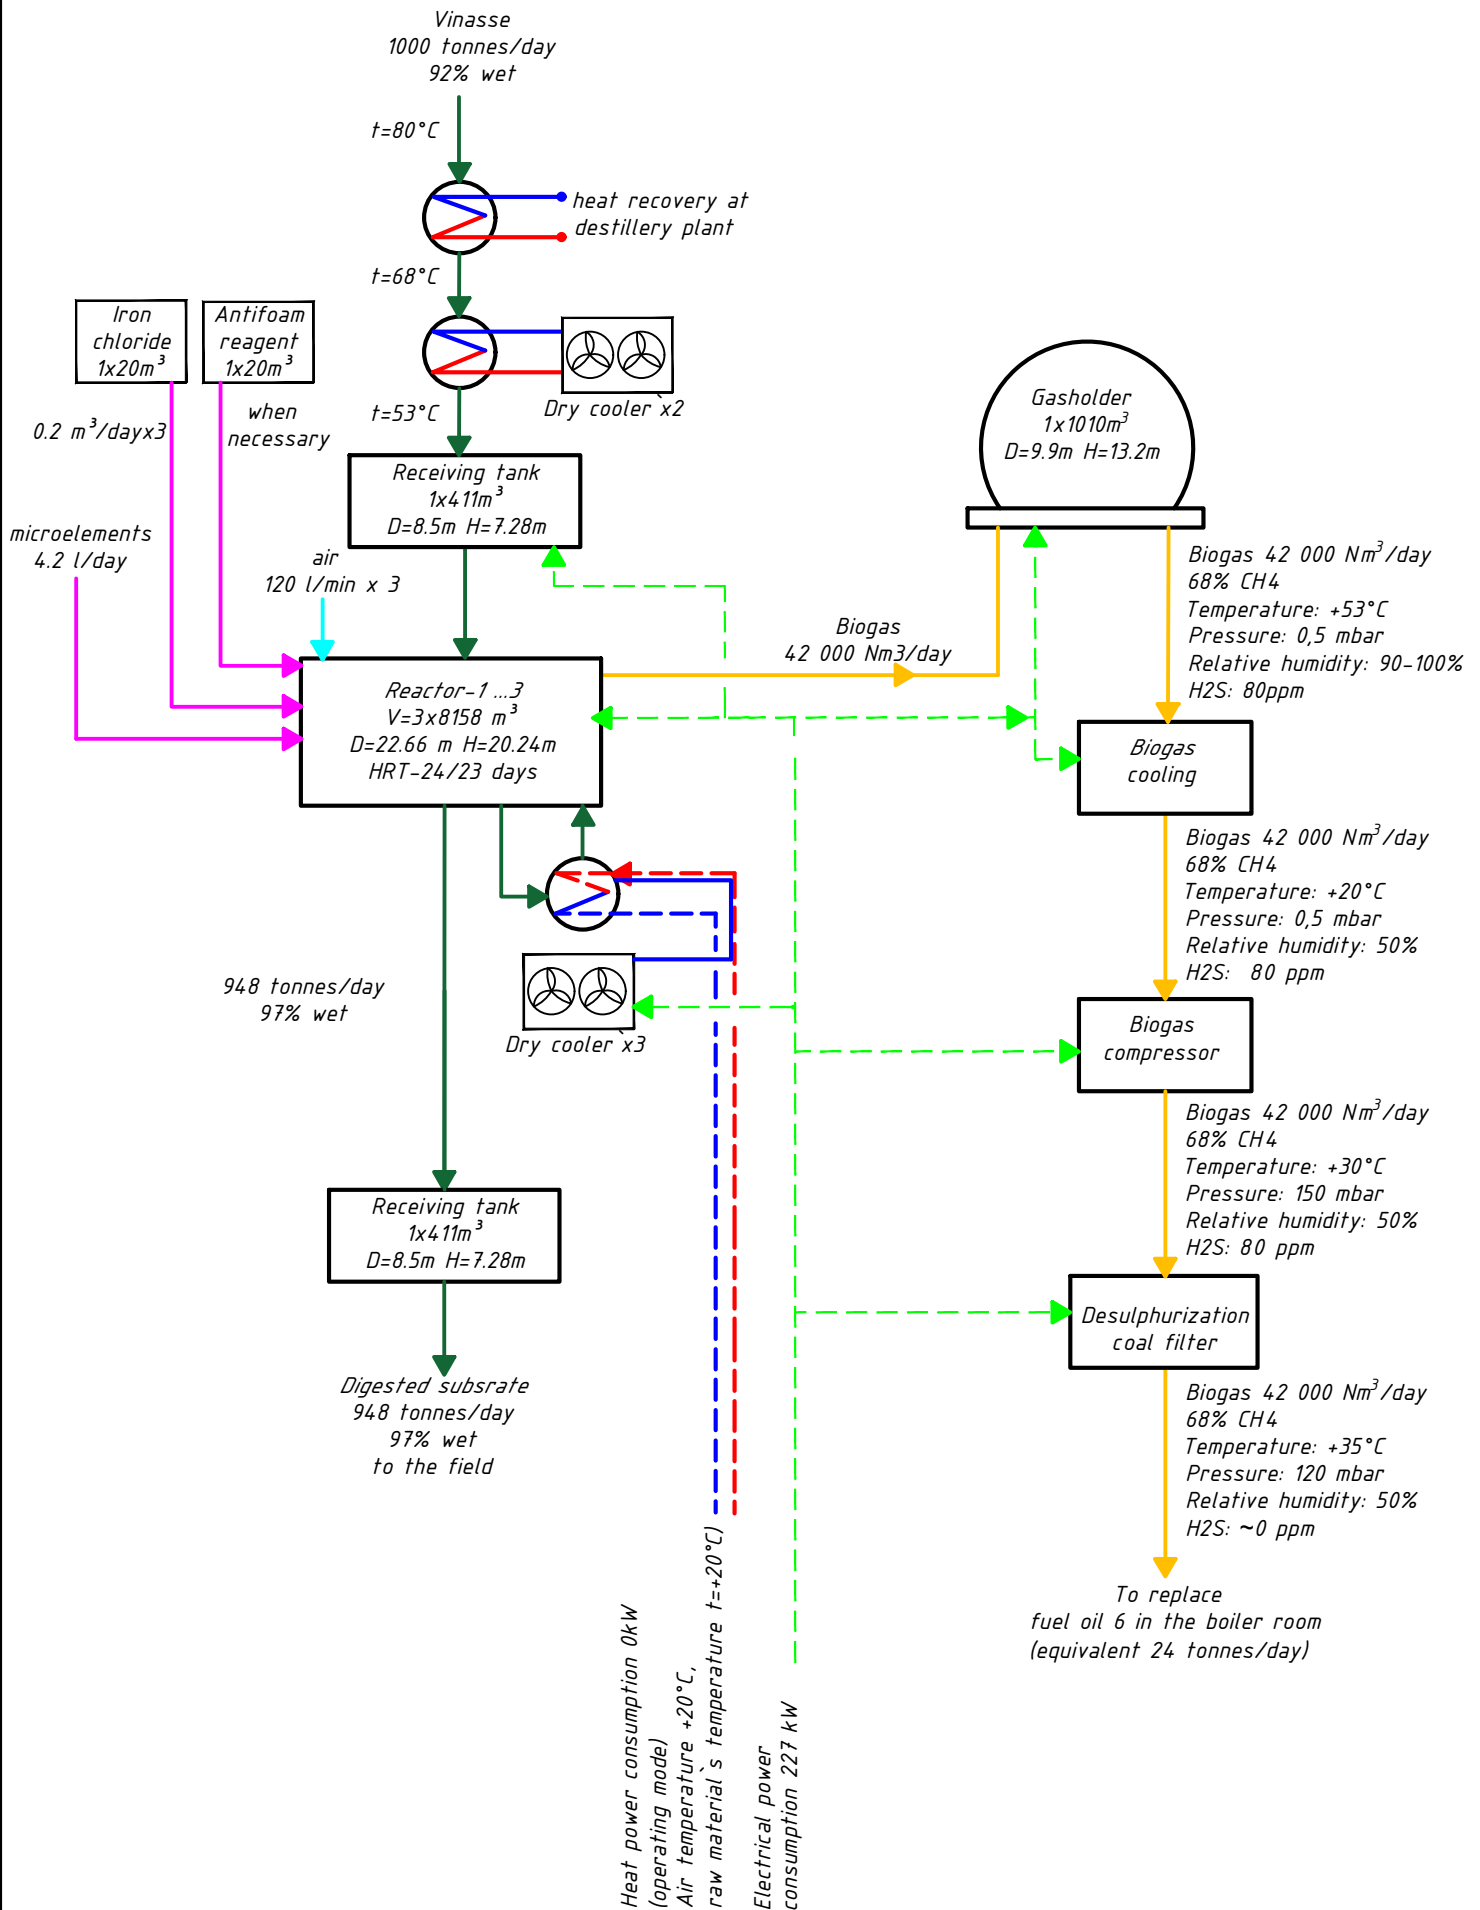 Vinasse
1000 tonnes/day
92% wet
t=80°C
heat recovery at
destillery plant
t=68°C
Iron
chloride
1x20m³
Antifoam
reagent
1x20m³
Dry cooler`x2
t=53°C
0.2 m³/dayx3
when
necessary
Receiving tank
1x411m³
D=8.5m H=7.28m
microelements
4.2 l/day
air
120 l/min x 3
Reactor-1 ...3
V=3x8158 m³
D=22.66 m H=20.24m
HRT-24/23 days
Biogas
42 000 Nm3/day
Gasholder
1x1010m³
D=9.9m H=13.2m
Biogas 42 000 Nm³/day
68% CH4
Temperature: +53°C
Pressure: 0,5 mbar
Relative humidity: 90-100%
H2S: 80ppm
Biogas
cooling
Biogas 42 000 Nm³/day
68% CH4
Temperature: +20°C
Pressure: 0,5 mbar
Relative humidity: 50%
H2S: 80 ppm
Dry cooler`x3
948 tonnes/day
97% wet
Biogas
compressor
Biogas 42 000 Nm³/day
68% CH4
Temperature: +30°C
Pressure: 150 mbar
Relative humidity: 50%
H2S: 80 ppm
Receiving tank
1x411m³
D=8.5m H=7.28m
Desulphurization
coal filter
Digested subsrate
948 tonnes/day
97% wet
to the field
Biogas 42 000 Nm³/day
68% CH4
Temperature: +35°C
Pressure: 120 mbar
Relative humidity: 50%
H2S: ~0 ppm
To replace
fuel oil 6 in the boiler room
(equivalent 24 tonnes/day)
Heat power consumption 0kW
(operating mode)
Air temperature +20°C,
raw material`s temperature t=+20°C)
Electrical power
consumption 227 kW